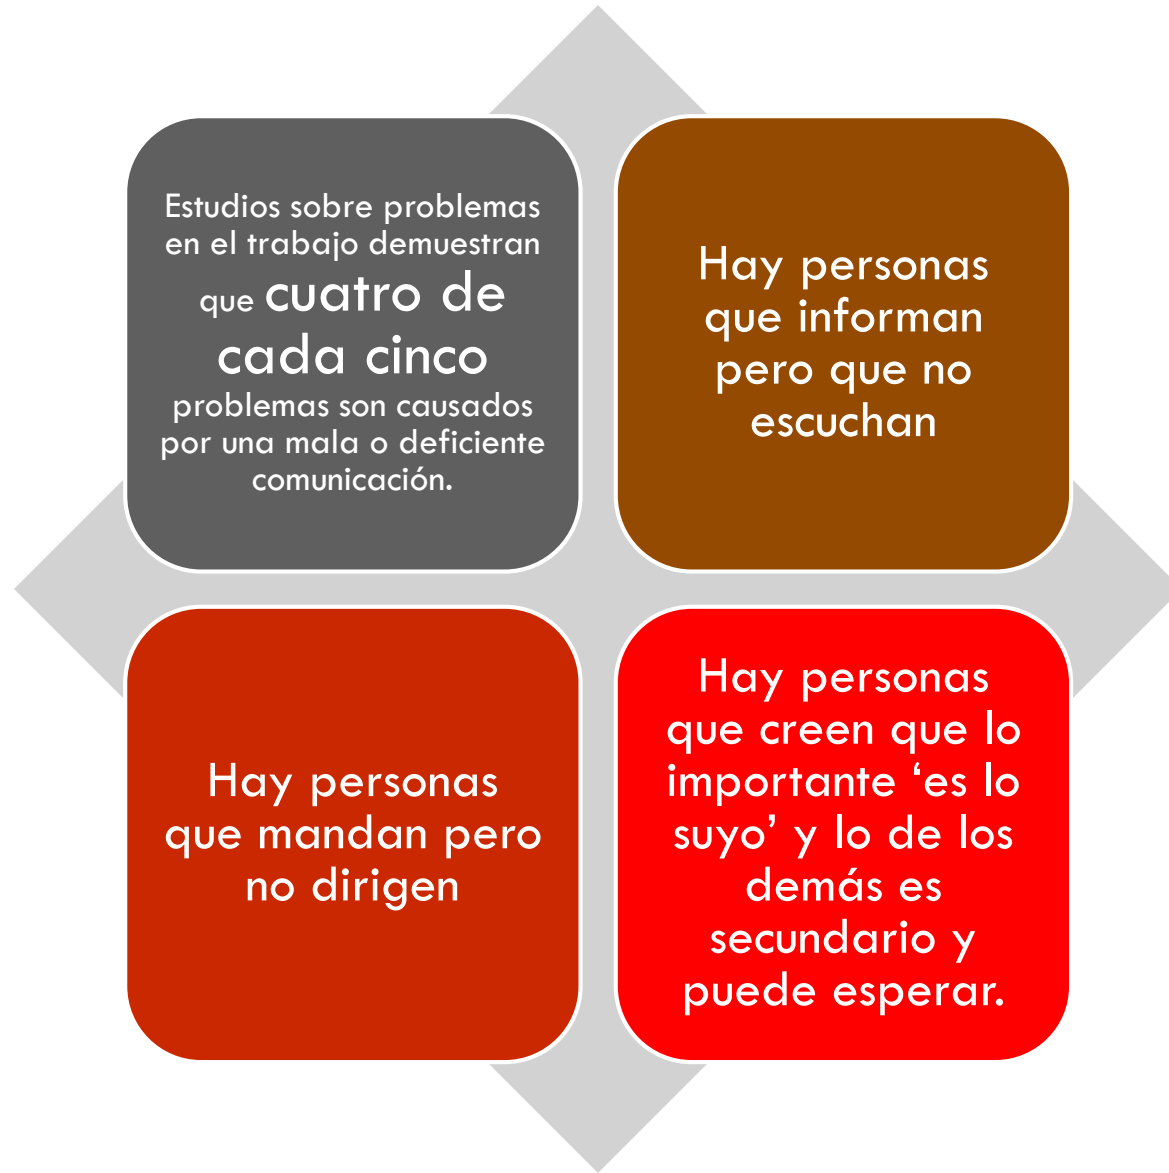 Estudios sobre problemas
en el trabajo demuestran
que cuatro de
cada cinco
problemas son causados
por una mala o deficiente
comunicación.
Hay personas
que informan
pero que no
escuchan
Hay personas
que mandan pero
no dirigen
Hay personas
que creen que lo
importante ‘es lo
suyo’ y lo de los
demás es
secundario y
puede esperar.